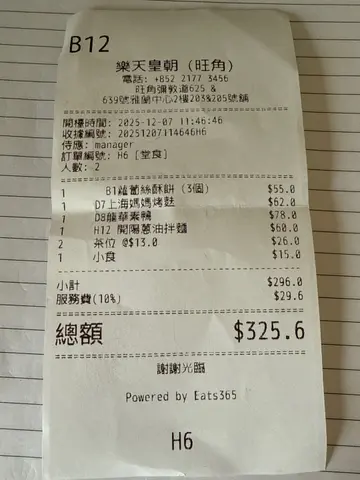 B12
樂天皇朝 (旺角)
電話: +852 2177 3456
旺角彌敦道625 &
639號雅蘭中心2樓203&205號舖
開檯時間: 2025-12-07 11:46:46
收據編號: 20251207114646H6
侍應: manager
訂單編號: H6 [堂食]
人數: 2
1 B1蘿蔔絲酥餅 (3個) $55.0
1 D7上海媽媽烤麩 $62.0
1 D8龍華素鴨 $78.0
1 H12 開陽蔥油拌麵 $60.0
2 茶位 @$13.0 $26.0
1 小食 $15.0
小計 $296.0
服務費(10%) $29.6
總額 $325.6
謝謝光臨
Powered by Eats365
H6